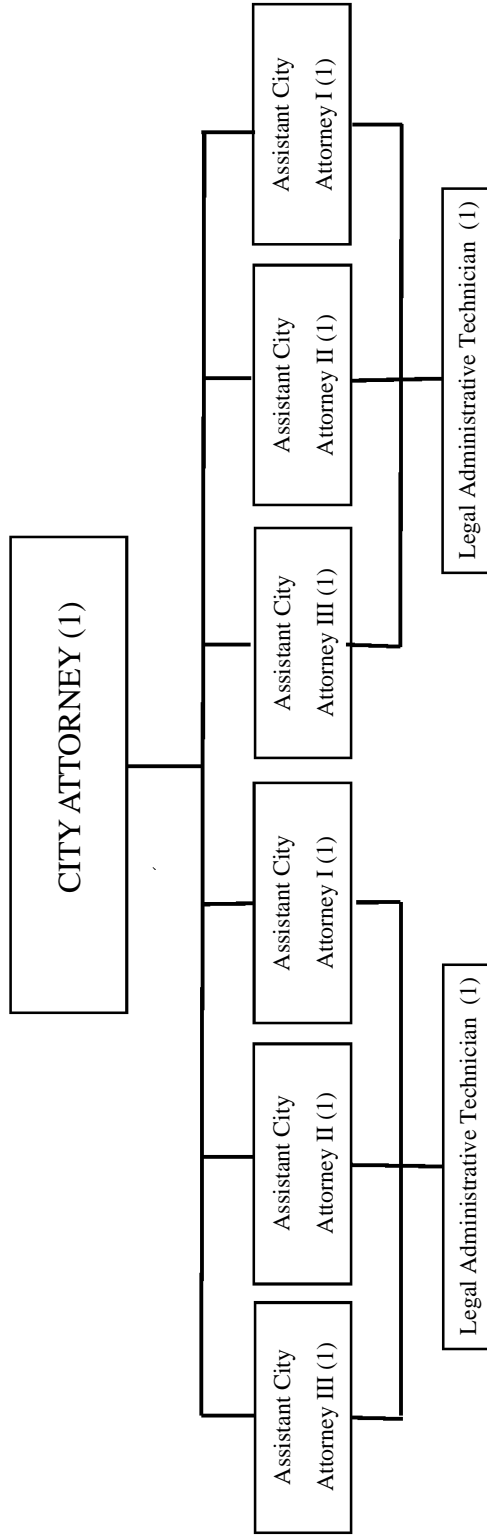 CITY ATTORNEY (1)
Assistant City
Attorney III (1)
Assistant City
Attorney II (1)
Assistant City
Attorney I (1)
Assistant City
Attorney III (1)
Assistant City
Attorney II (1)
Assistant City
Attorney I (1)
Legal Administrative Technician (1)
Legal Administrative Technician (1)